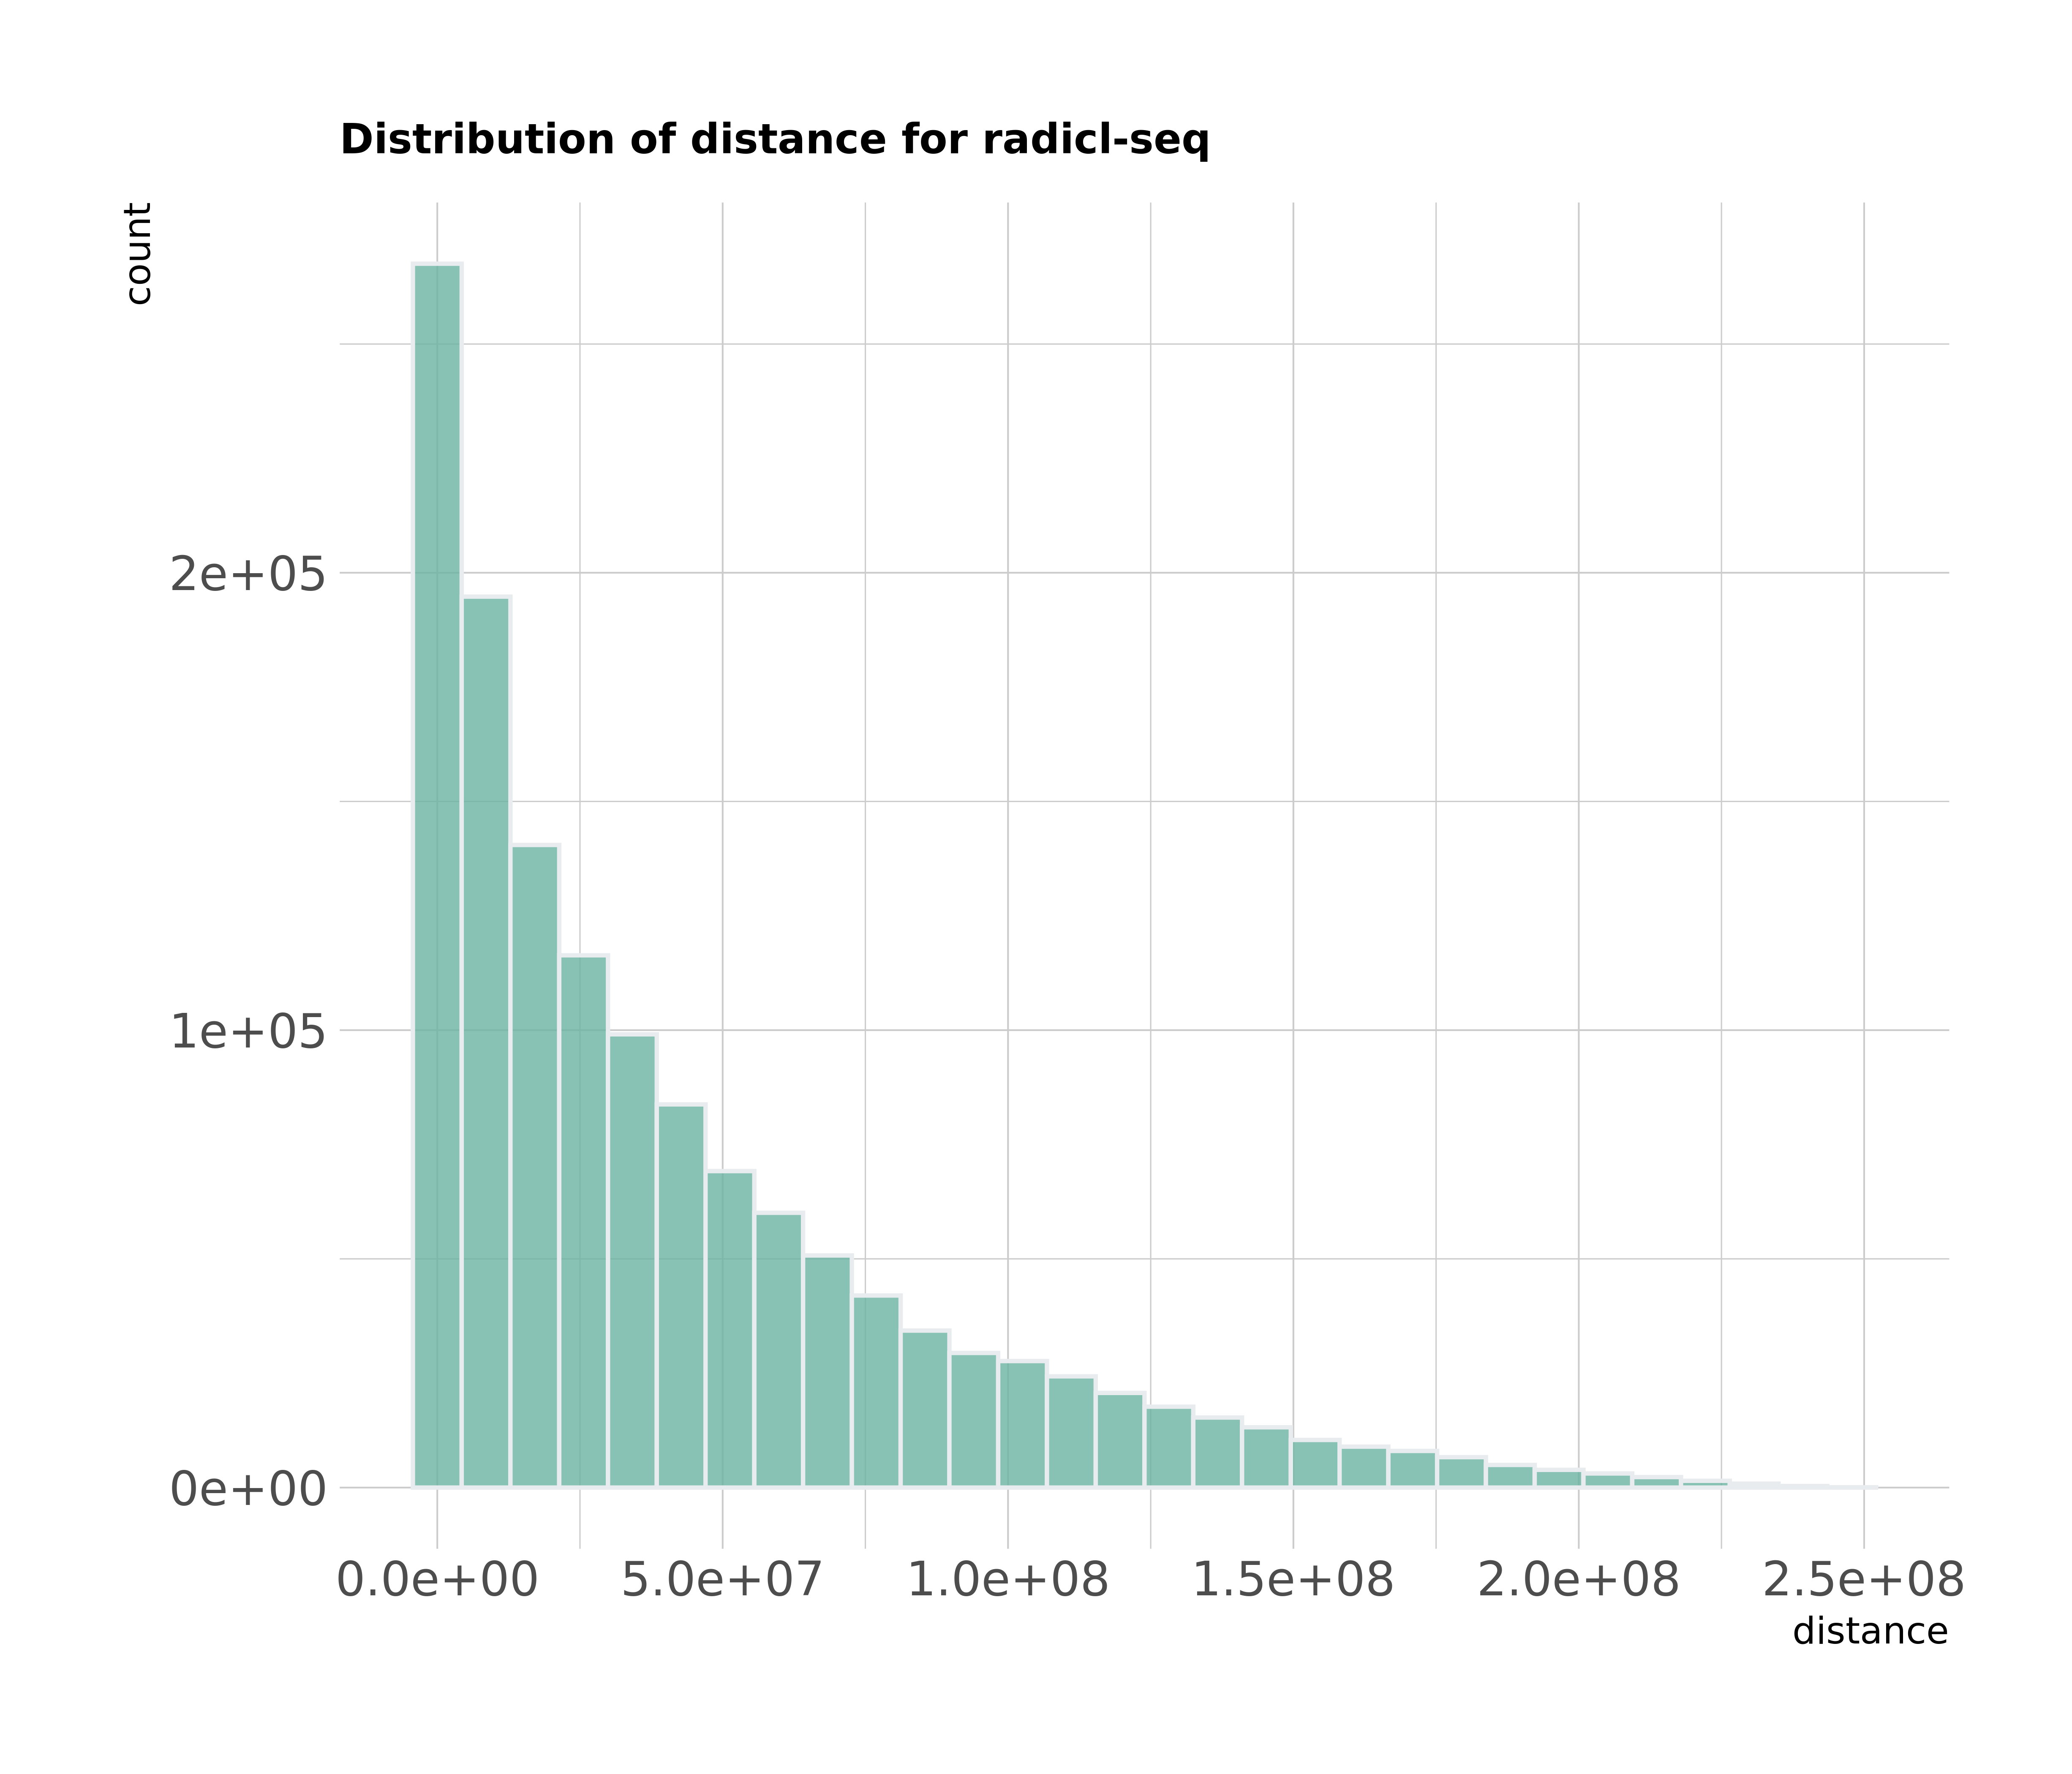 Distribution of distance for radicl-seq
count
2e+05
1e+05
0e+00
0.0e+00 5.0e+07 1.0e+08 1.5e+08 2.0e+08 2.5e+08
distance